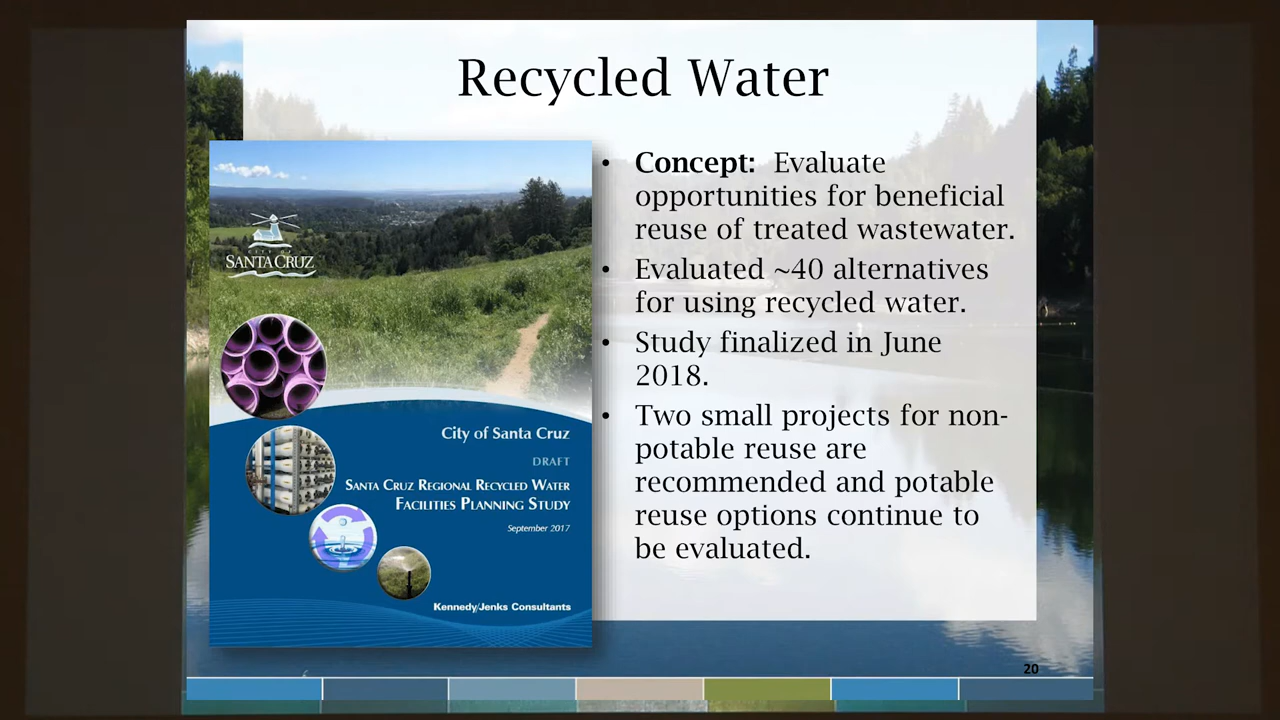 Recycled Water
CITY OF
SANTA CRUZ
City of Santa Cruz
DRAFT
SANTA CRUZ REGIONAL RECYCLED WATER
FACILITIES PLANNING STUDY
September 2017
Kennedy/Jenks Consultants
• Concept: Evaluate
opportunities for beneficial
reuse of treated wastewater.
• Evaluated ~40 alternatives
for using recycled water.
• Study finalized in June
2018.
• Two small projects for non-
potable reuse are
recommended and potable
reuse options continue to
be evaluated.
20